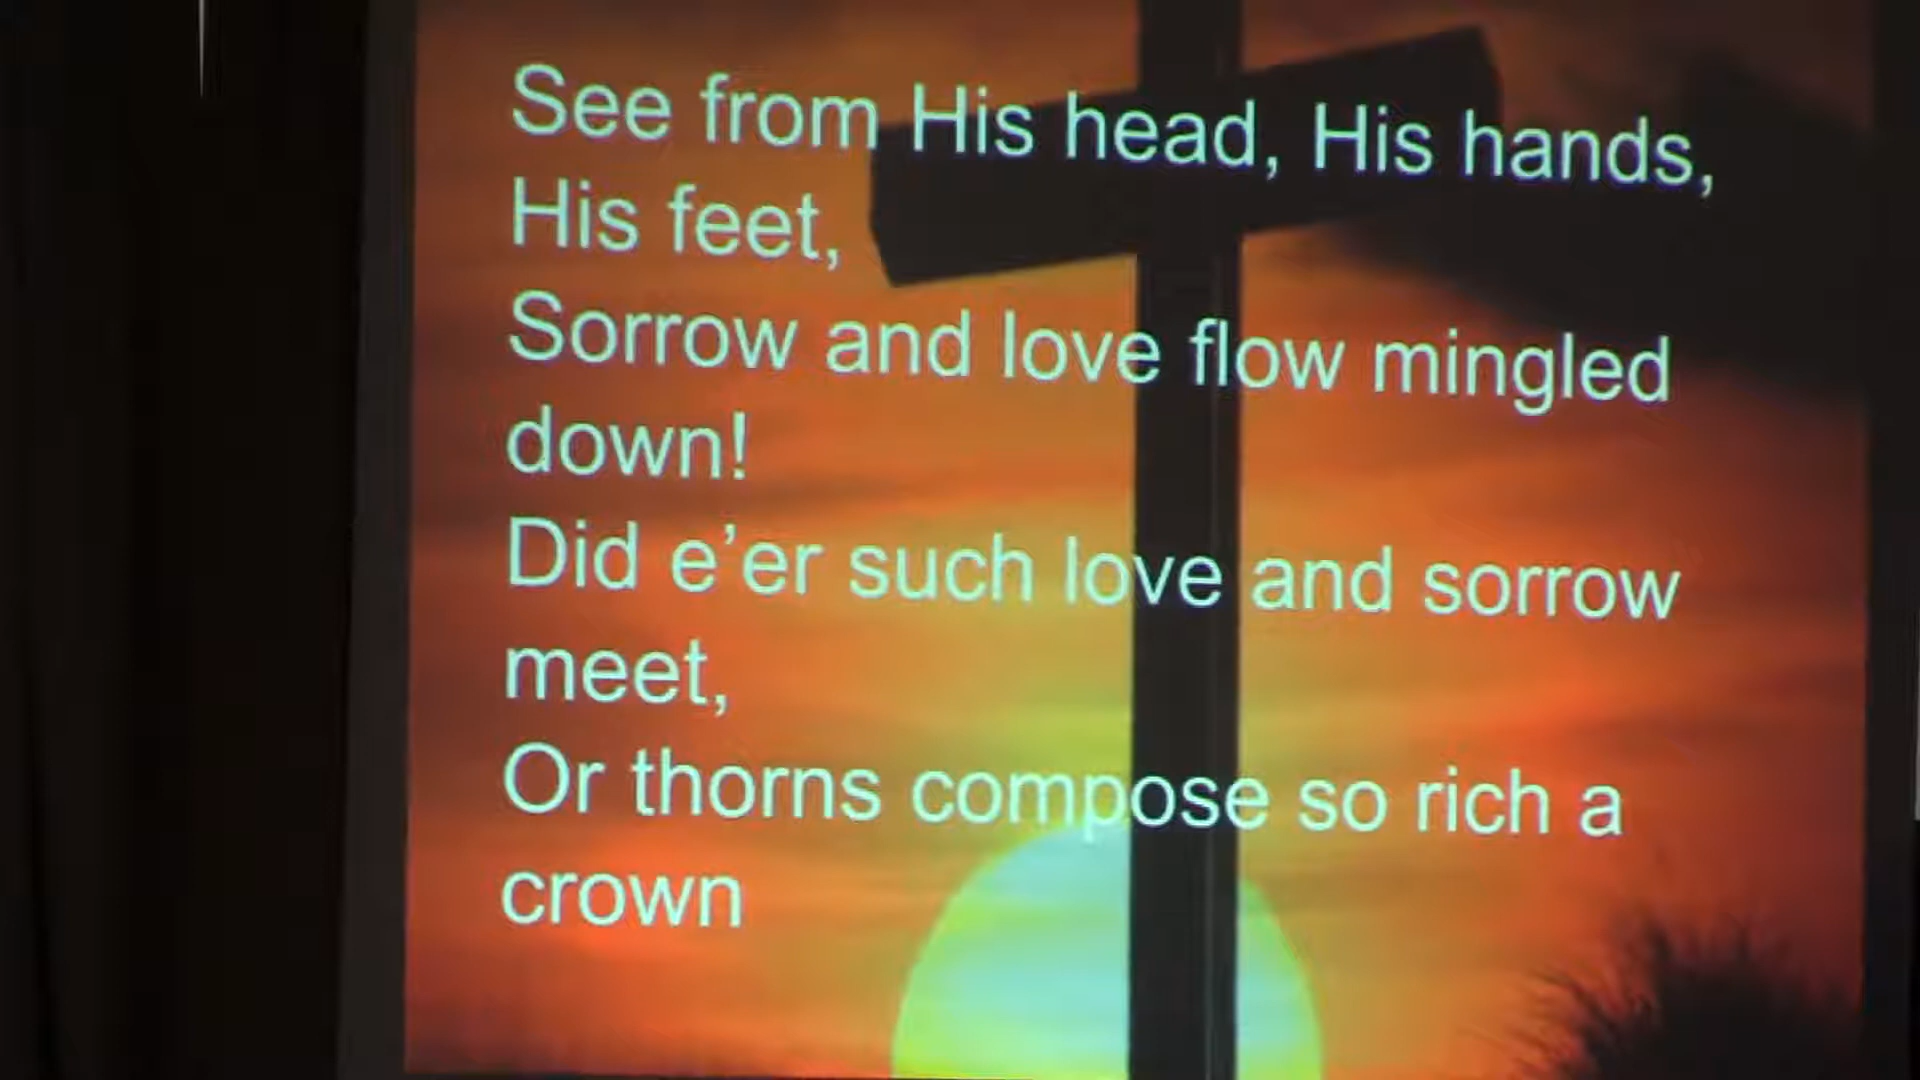 See from His head, His hands,
His feet,
Sorrow and love flow mingled
down!
Did e’er such love and sorrow
meet,
Or thorns compose so rich a
crown